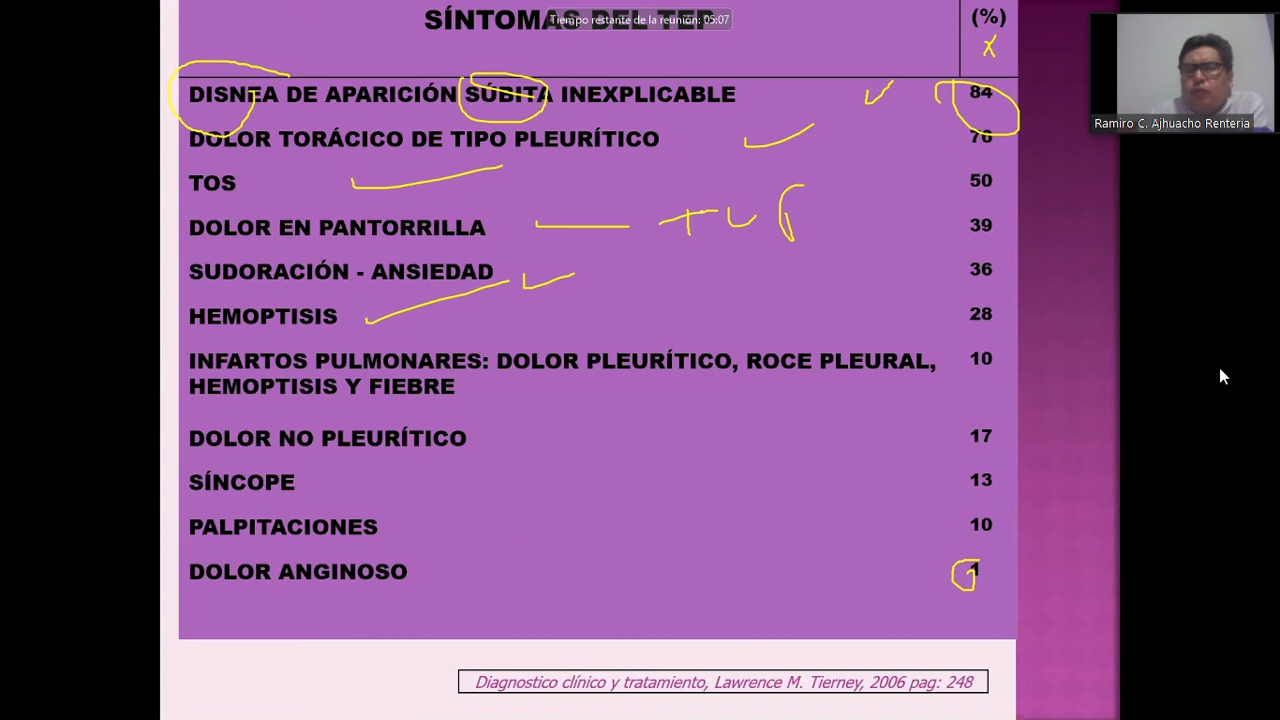 SÍNTOMAS DEL TEP
Tiempo restante de la reunión: 05:07
(%)
X
DISNEA DE APARICIÓN SÚBITA INEXPLICABLE 84
DOLOR TORÁCICO DE TIPO PLEURÍTICO 76
TOS 50
DOLOR EN PANTORRILLA 39
SUDORACIÓN - ANSIEDAD 36
HEMOPTISIS 28
INFARTOS PULMONARES: DOLOR PLEURÍTICO, ROCE PLEURAL, 10
HEMOPTISIS Y FIEBRE
DOLOR NO PLEURÍTICO 17
SÍNCOPE 13
PALPITACIONES 10
DOLOR ANGINOSO 1
Diagnostico clínico y tratamiento, Lawrence M. Tierney, 2006 pag: 248
Ramiro C. Ajhuacho Renteria